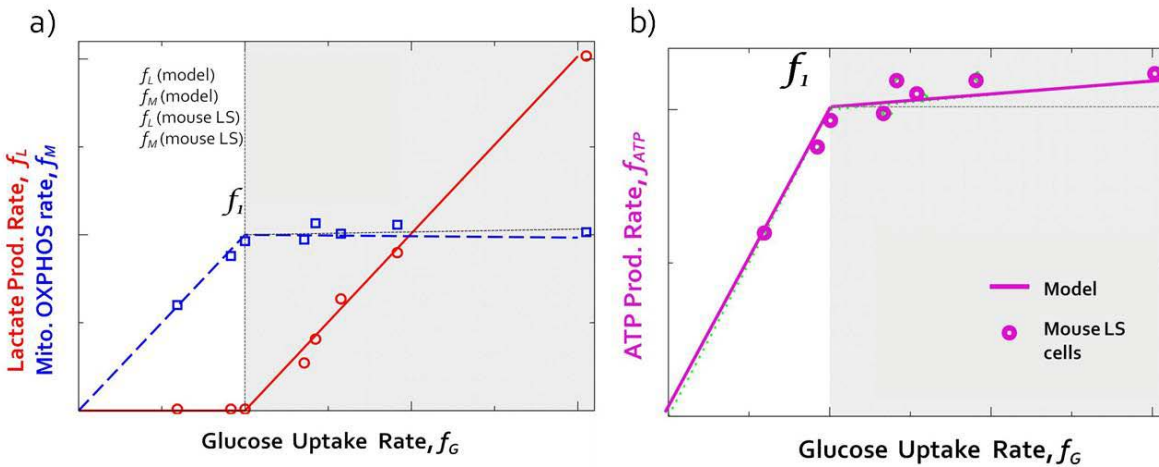 a)
f_L (model)
f_M (model)
f_L (mouse LS)
f_M (mouse LS)
f_1
Lactate Prod. Rate, f_L
Mito. OXPHOS rate, f_M
Glucose Uptake Rate, f_G
b)
f_1
ATP Prod. Rate, f_ATP
Model
Mouse LS
cells
Glucose Uptake Rate, f_G